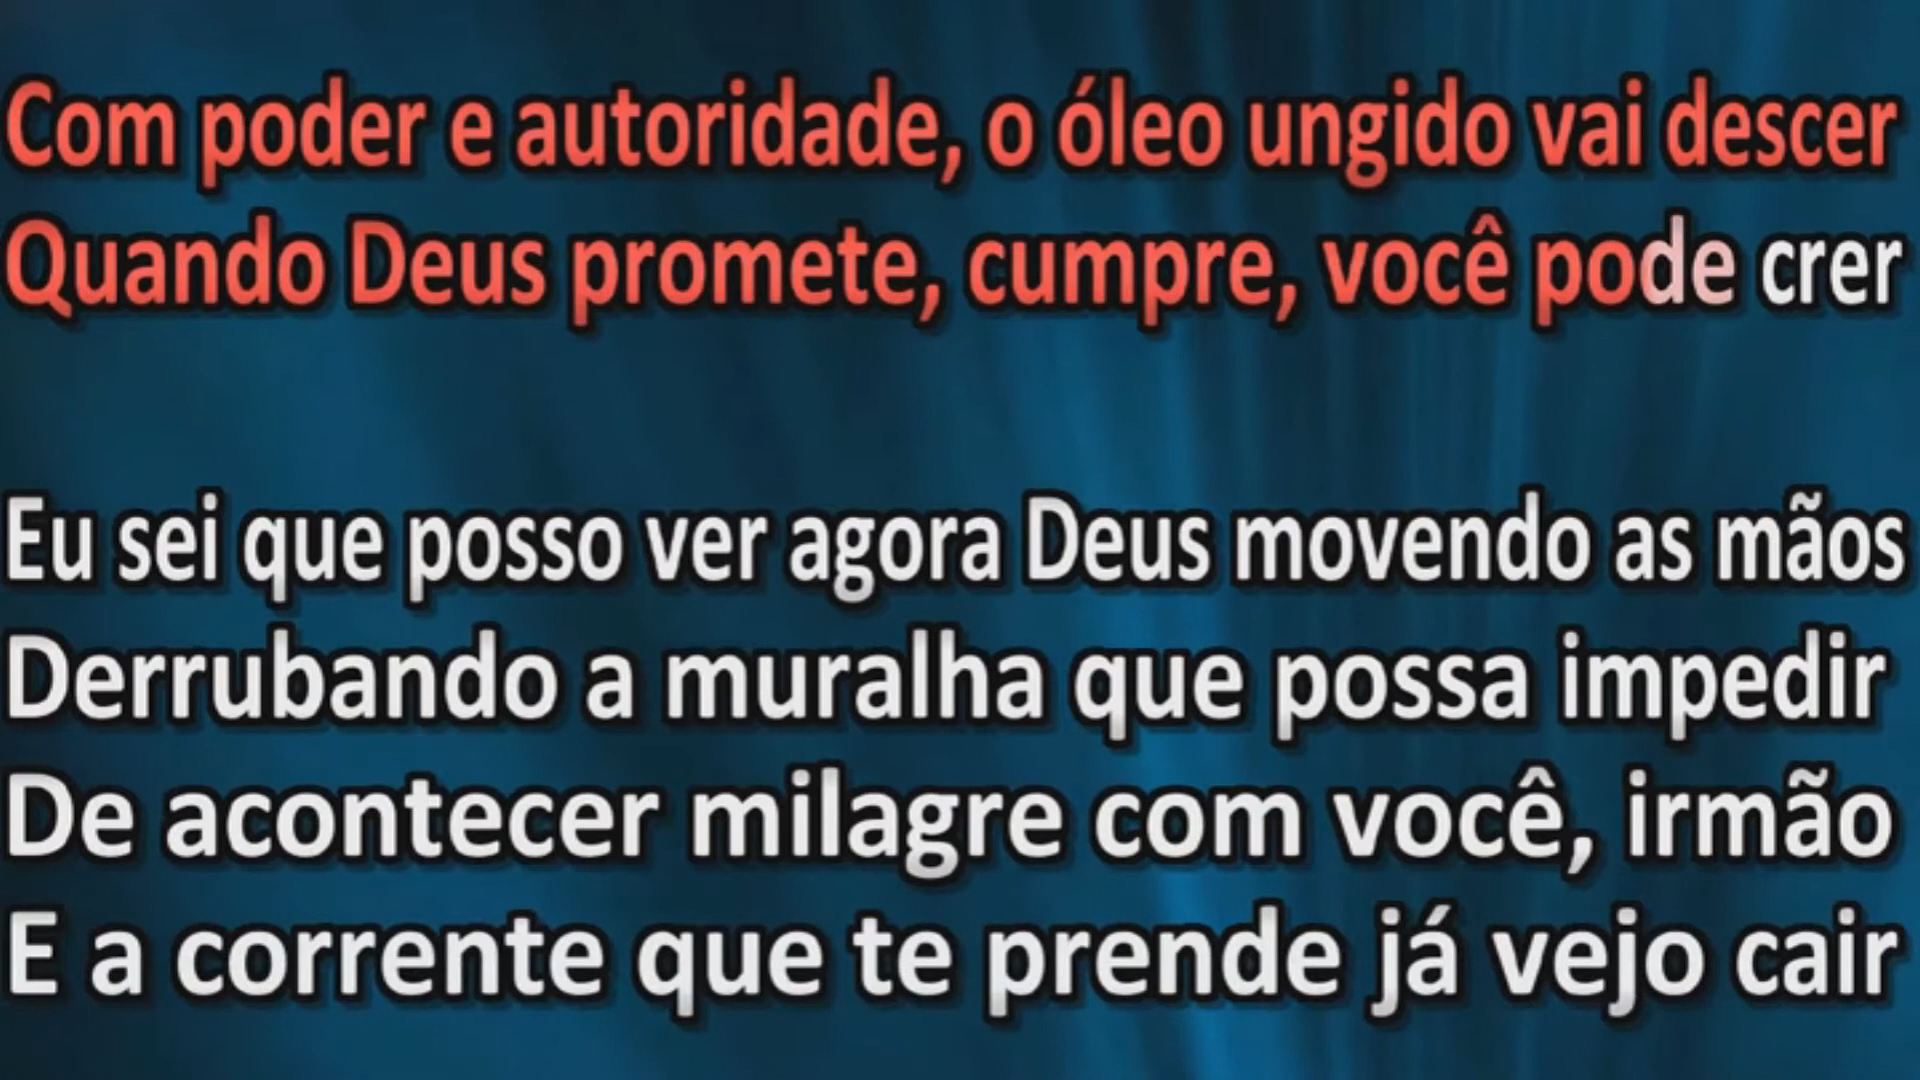 Com poder e autoridade, o óleo ungido vai descer
Quando Deus promete, cumpre, você pode crer
Eu sei que posso ver agora Deus movendo as mãos
Derrubando a muralha que possa impedir
De acontecer milagre com você, irmão
E a corrente que te prende já vejo cair